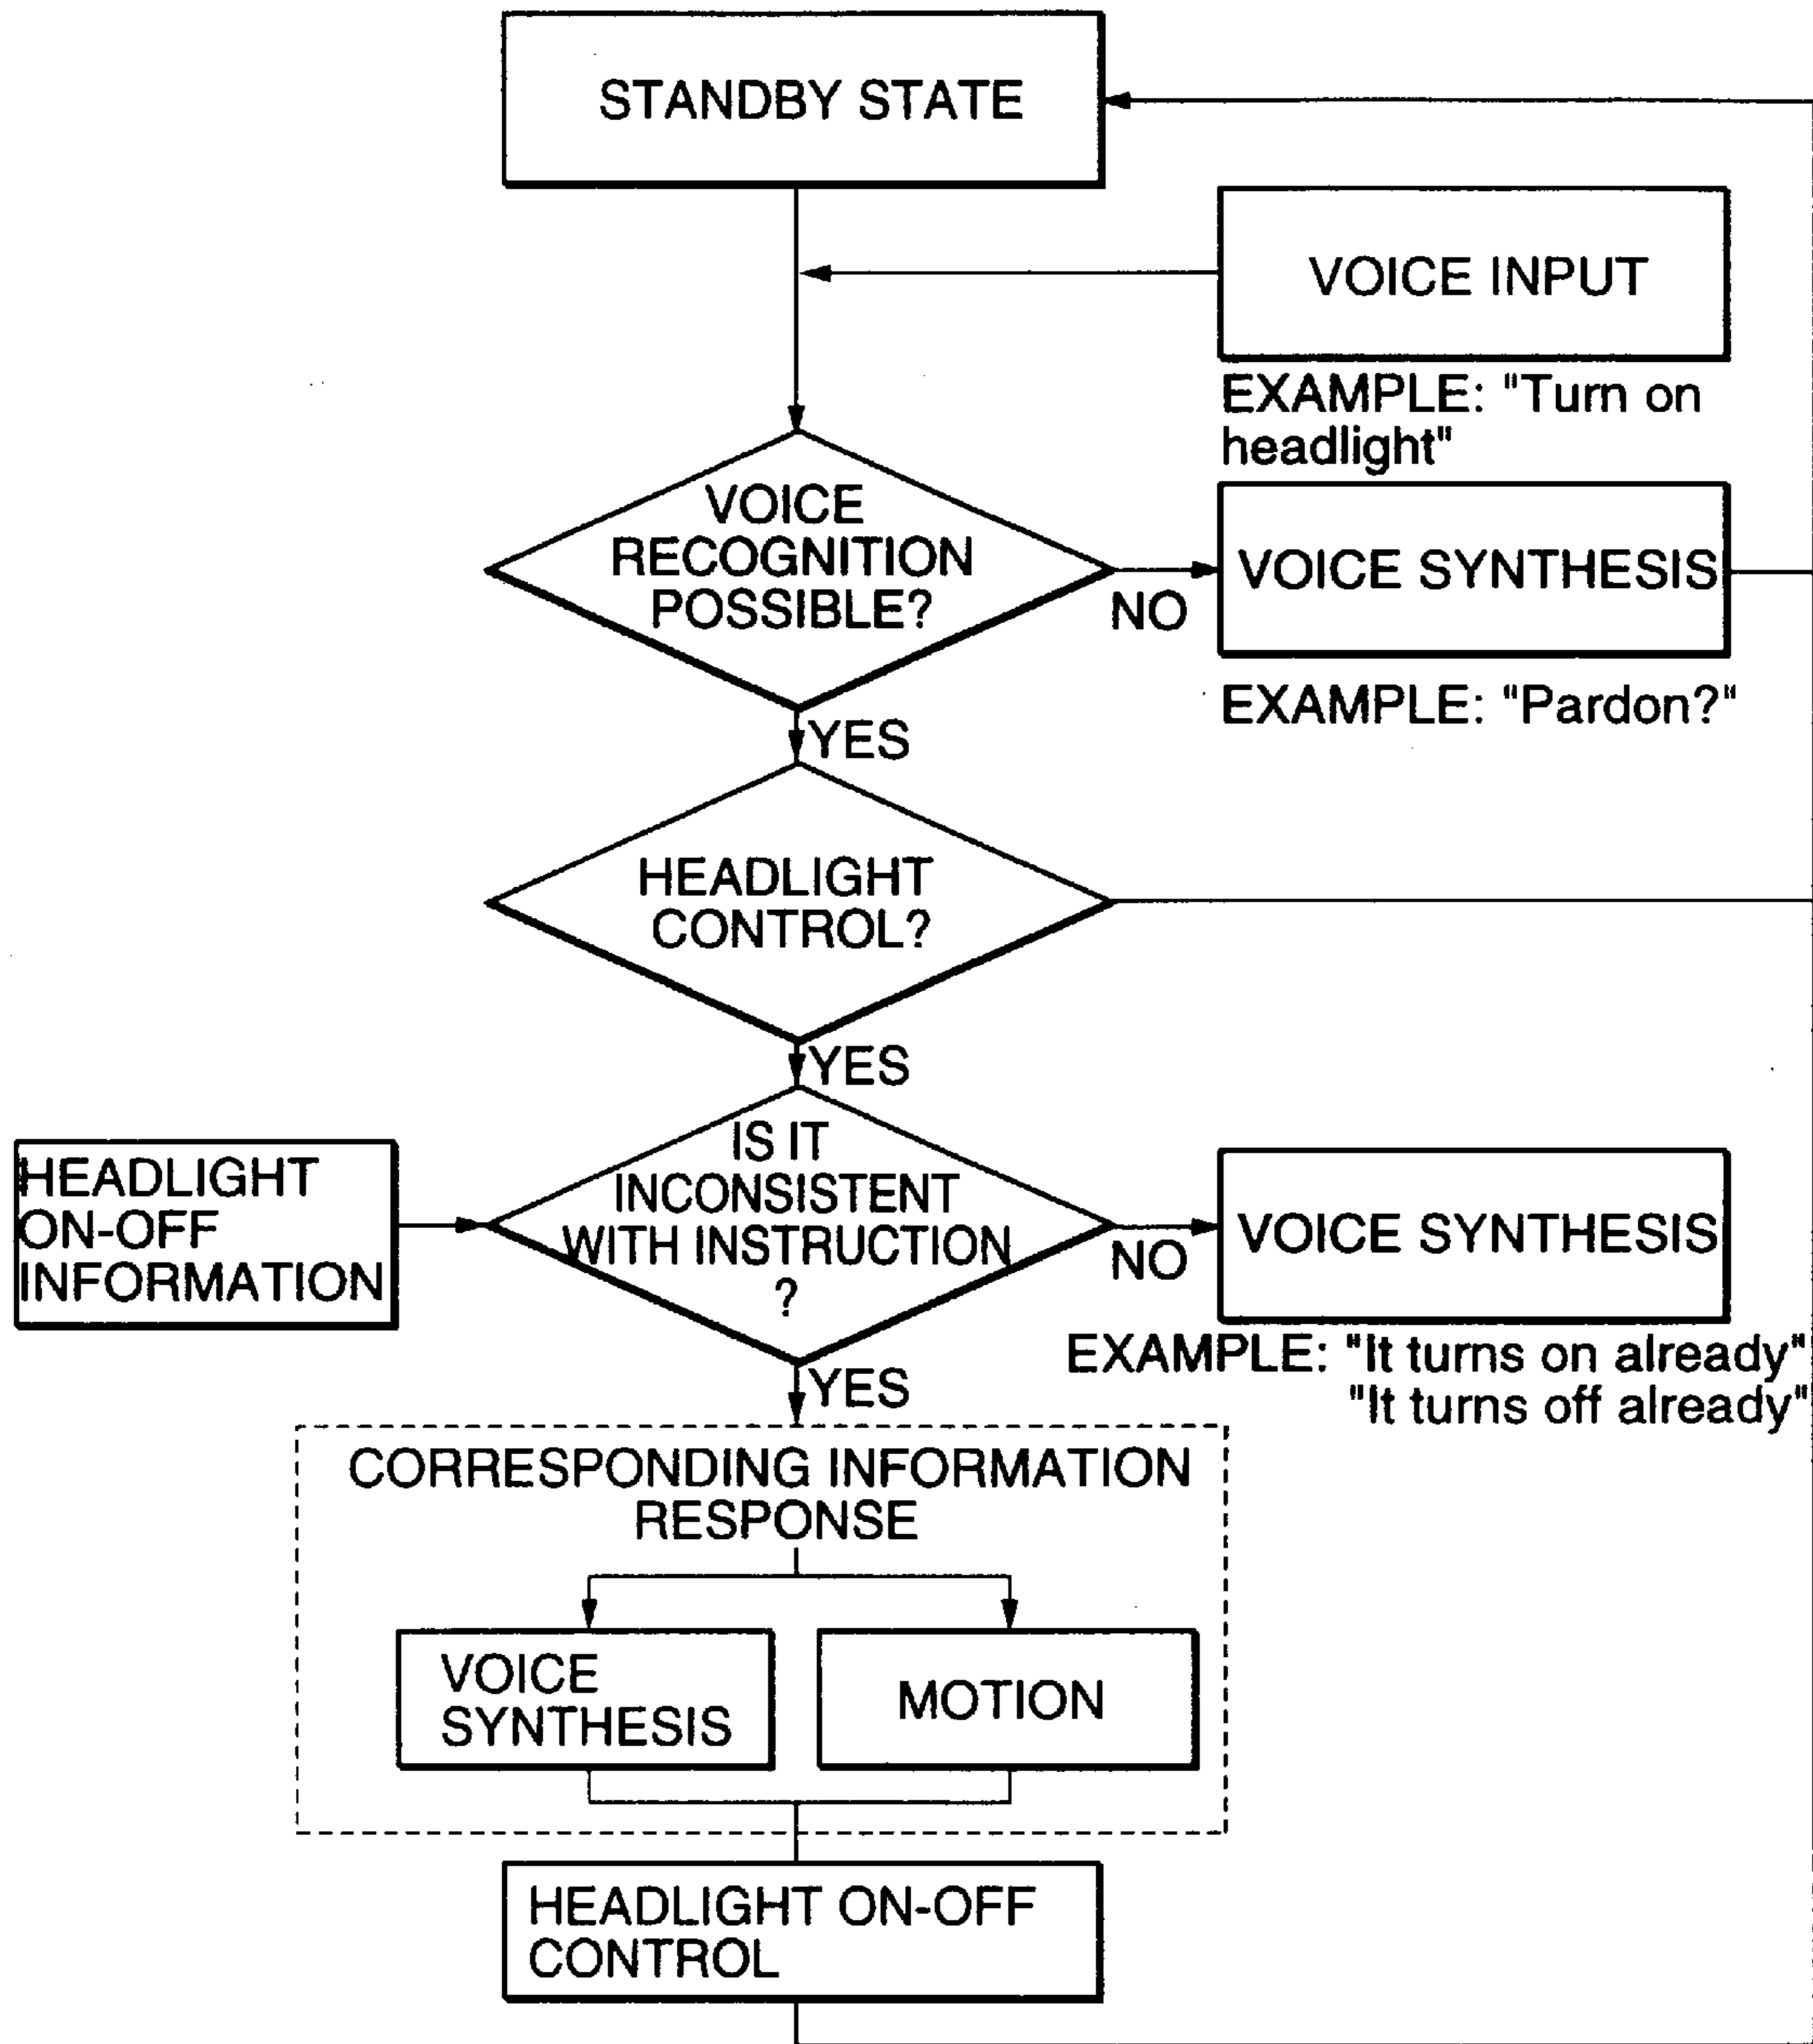 STANDBY STATE
VOICE INPUT
EXAMPLE: "Turn on
headlight"
VOICE
RECOGNITION
POSSIBLE?
NO
VOICE SYNTHESIS
EXAMPLE: "Pardon?"
YES
HEADLIGHT
CONTROL?
YES
HEADLIGHT
ON-OFF
INFORMATION
IS IT
INCONSISTENT
WITH INSTRUCTION
?
NO
VOICE SYNTHESIS
EXAMPLE: "It turns on already"
"It turns off already"
YES
CORRESPONDING INFORMATION
RESPONSE
VOICE
SYNTHESIS
MOTION
HEADLIGHT ON-OFF
CONTROL